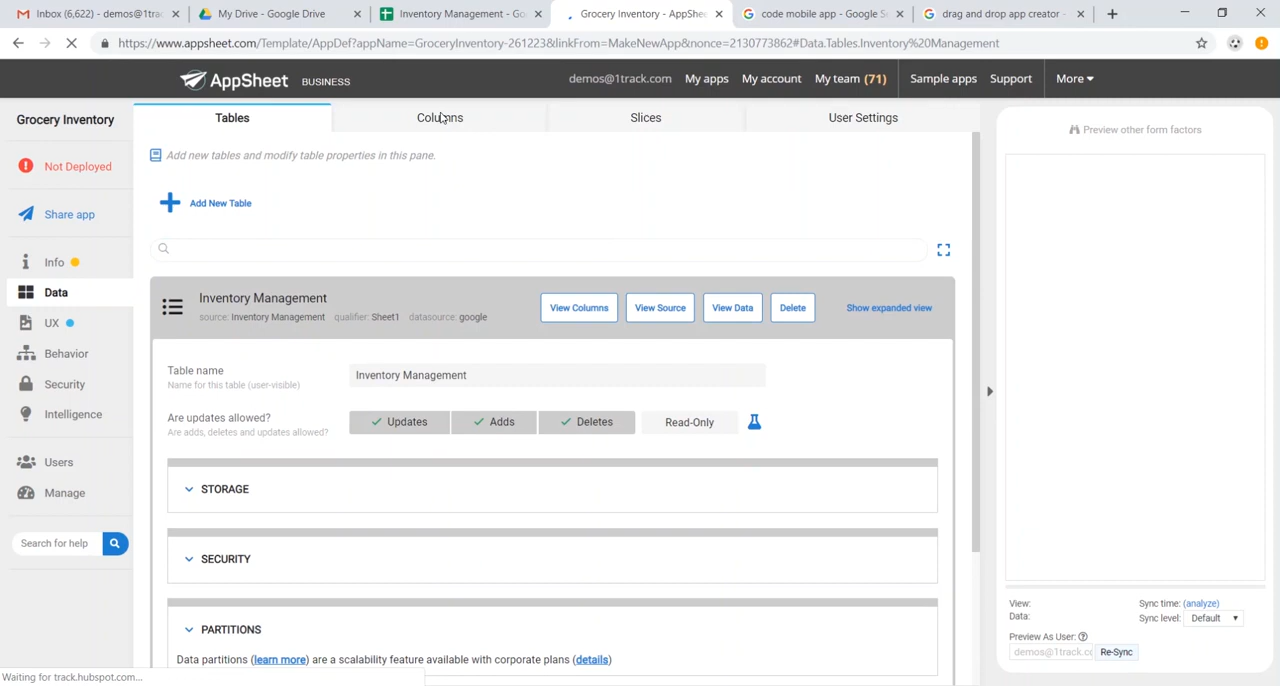 Inbox (6,622) - demos@1trac
My Drive - Google Drive
Inventory Management - Go
Grocery Inventory - AppShee
code mobile app - Google Se
drag and drop app creator -
https://www.appsheet.com/Template/AppDef?appName=GroceryInventory-261223&linkFrom=MakeNewApp&nonce=2130773862#Data.Tables.Inventory%20Management
AppSheet BUSINESS
demos@1track.com
My apps
My account
My team (71)
Sample apps
Support
More
Grocery Inventory
Tables
Columns
Slices
User Settings
Preview other form factors
Not Deployed
Share app
Info
Data
UX
Behavior
Security
Intelligence
Users
Manage
Search for help
Add new tables and modify table properties in this pane.
Add New Table
Inventory Management
source: Inventory Management qualifier: Sheet1 datasource: google
View Columns
View Source
View Data
Delete
Show expanded view
Table name
Name for this table (user-visible)
Inventory Management
Are updates allowed?
Are adds, deletes and updates allowed?
Updates
Adds
Deletes
Read-Only
STORAGE
SECURITY
PARTITIONS
Data partitions (learn more) are a scalability feature available with corporate plans (details)
View:
Data:
Sync time: (analyze)
Sync level: Default
Preview As User:
demos@1track.cc
Re-Sync
Waiting for track.hubspot.com...